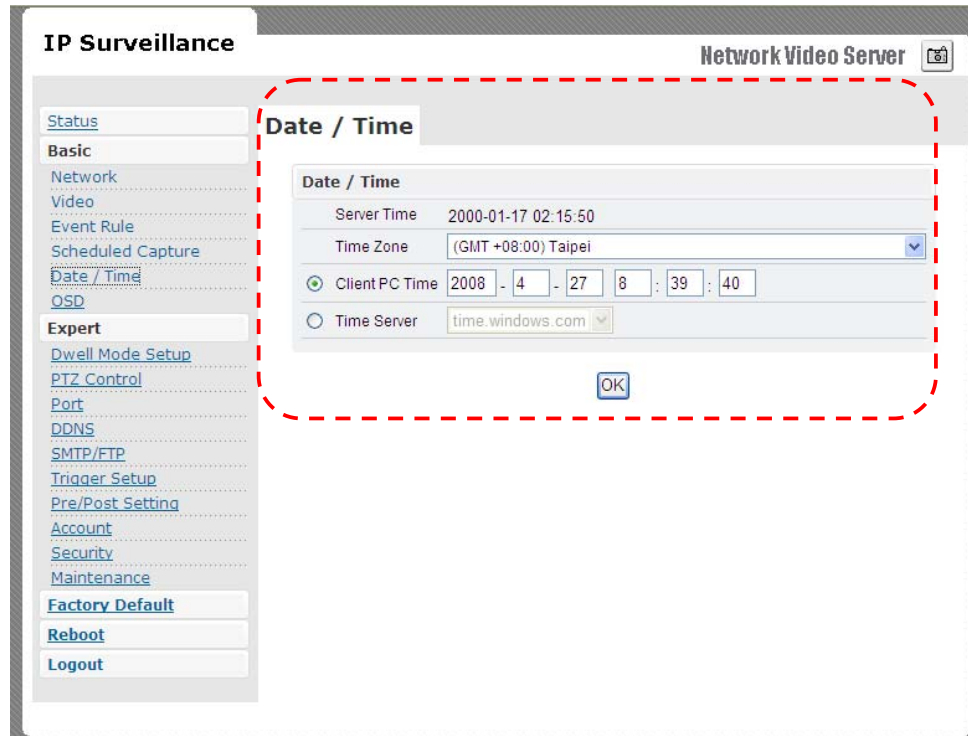 IP Surveillance
Network Video Server
Status
Basic
Network
Video
Event Rule
Scheduled Capture
Date / Time
OSD
Expert
Dwell Mode Setup
PTZ Control
Port
DDNS
SMTP/FTP
Trigger Setup
Pre/Post Setting
Account
Security
Maintenance
Factory Default
Reboot
Logout
Date / Time
Date / Time
Server Time 2000-01-17 02:15:50
Time Zone (GMT +08:00) Taipei
Client PC Time 2008 - 4 - 27 8 : 39 : 40
Time Server time.windows.com
OK